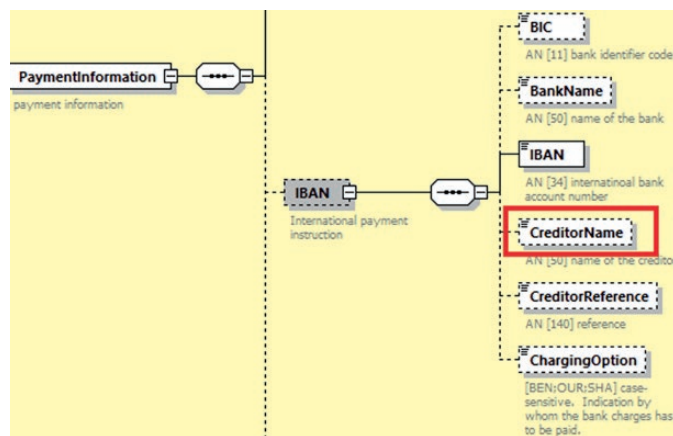 BIC
AN [11] bank identifier code
PaymentInformation
payment information
BankName
AN [50] name of the bank
IBAN
AN [34] internatinoal bank
account number
IBAN
International payment
instruction
CreditorName
AN [50] name of the creditor
CreditorReference
AN [140] reference
ChargingOption
[BEN;OUR;SHA] case-
sensitive. Indication by
whom the bank charges has
to be paid.